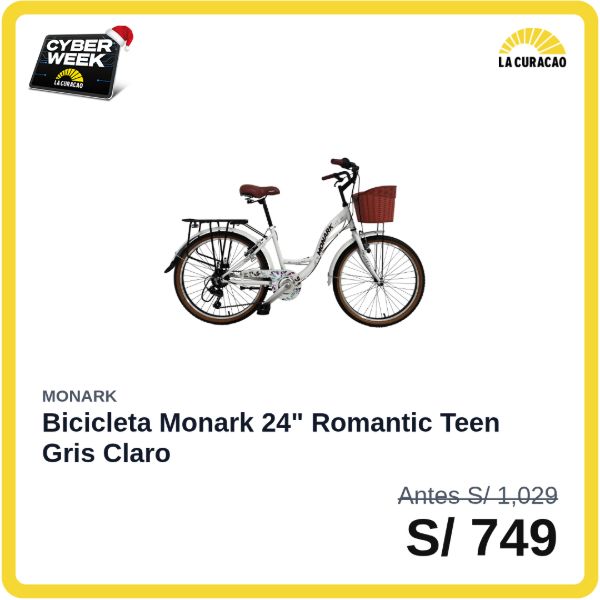 CYBER
WEEK
LA CURACAO
LA CURACAO
MONARK
MONARK
Bicicleta Monark 24" Romantic Teen
Gris Claro
Antes S/ 1,029
S/ 749